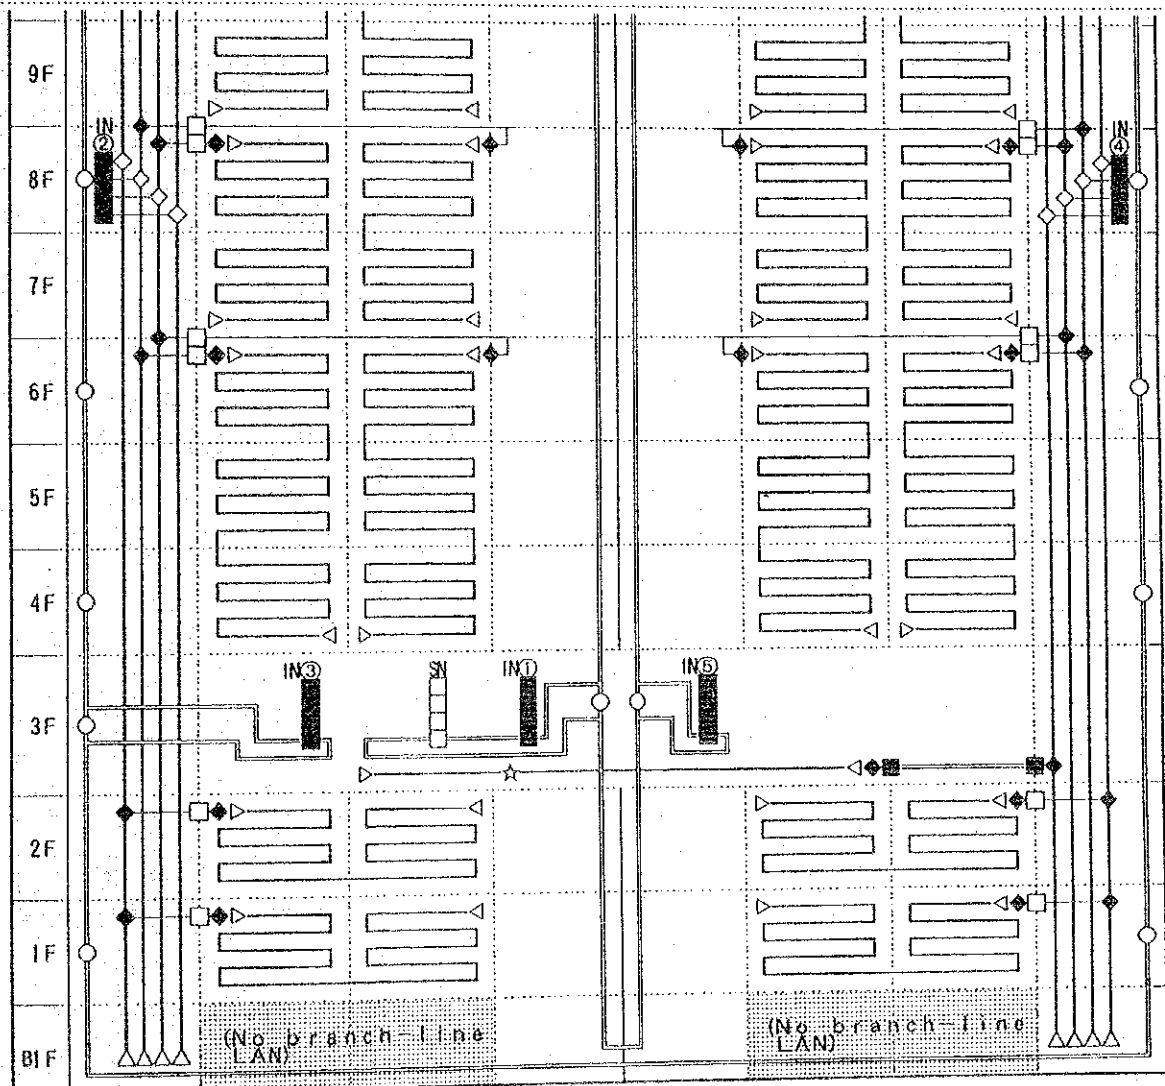 9F
IN
②
IN
④
8F
7F
6F
5F
4F
IN③
SN
IN①
IN⑤
3F
2F
1F
(No branch-line
LAN)
(No branch-line
LAN)
B1F